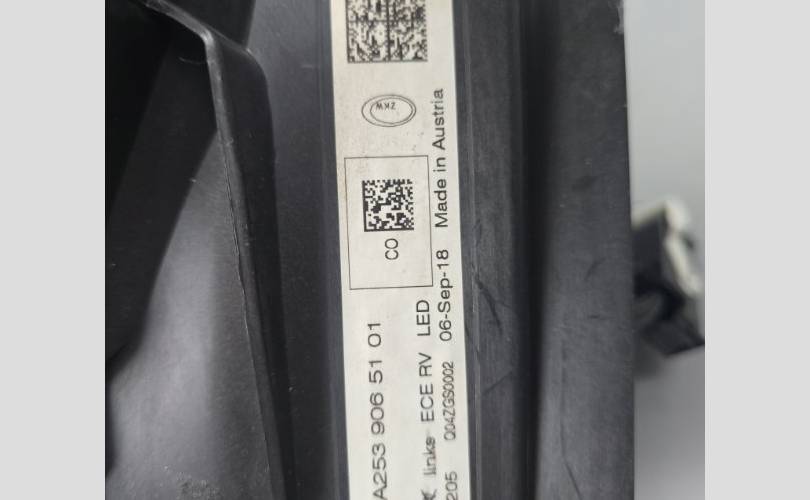 ZKW
CO
A253 906 51 01
links ECE RV LED
205 Q04ZGS0002 06-Sep-18 Made in Austria